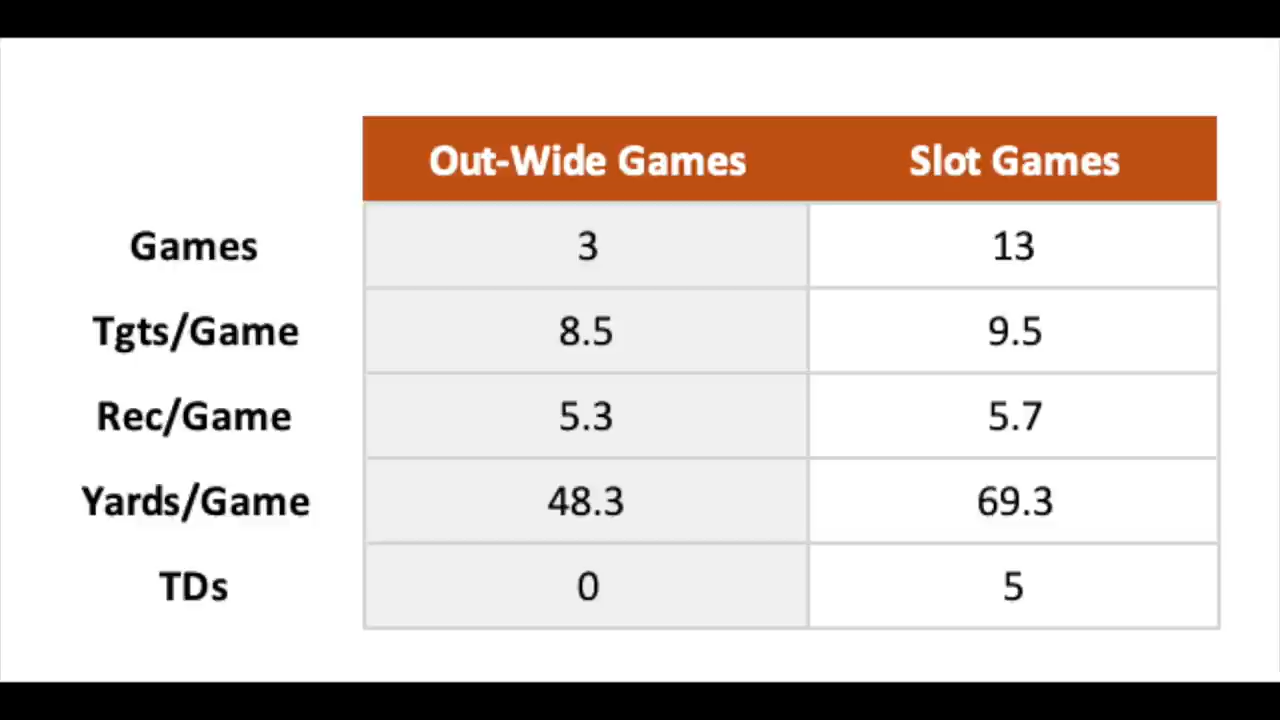 Out-Wide Games Slot Games
Games 3 13
Tgts/Game 8.5 9.5
Rec/Game 5.3 5.7
Yards/Game 48.3 69.3
TDs 0 5